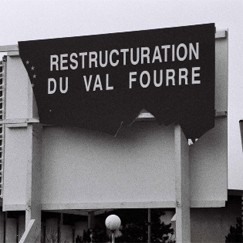 RESTRUCTURATION
DU VAL FOURRE